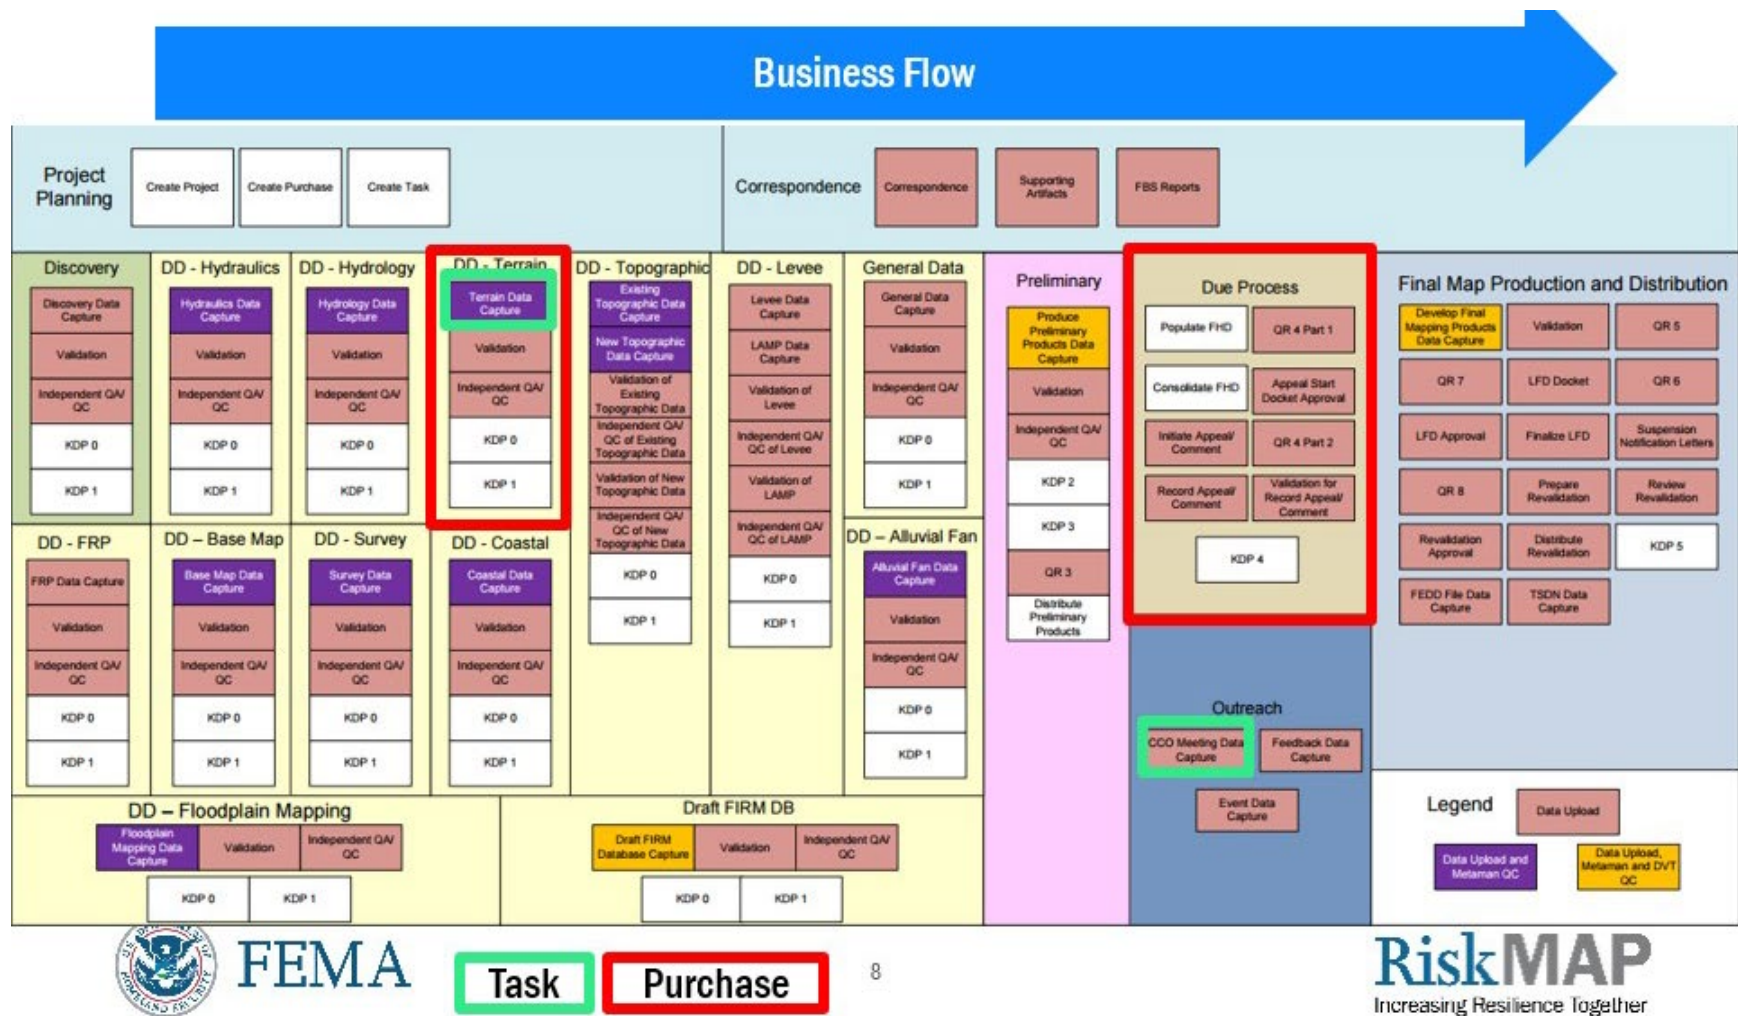 Business Flow
Project
Planning
Create Project
Create Purchase
Create Task
Correspondence
Correspondence
Supporting
Artifacts
FBS Reports
Discovery
Discovery Data
Capture
Validation
Independent QA/
QC
KDP 0
KDP 1
DD - Hydraulics
Hydraulics Data
Capture
Validation
Independent QA/
QC
KDP 0
KDP 1
DD - Hydrology
Hydrology Data
Capture
Validation
Independent QA/
QC
KDP 0
KDP 1
DD - Terrain
Terrain Data
Capture
Validation
Independent QA/
QC
KDP 0
KDP 1
DD - Topographic
Existing
Topographic Data
Capture
New Topographic
Data Capture
Validation of
Existing
Topographic Data
Independent QA/
QC of Existing
Topographic Data
Validation of New
Topographic Data
Independent QA/
QC of New
Topographic Data
KDP 0
KDP 1
DD - Levee
Levee Data
Capture
LAMP Data
Capture
Validation of
Levee
Independent QA/
QC of Levee
Validation of
LAMP
Independent QA/
QC of LAMP
KDP 0
KDP 1
General Data
General Data
Capture
Validation
Independent QA/
QC
KDP 0
KDP 1
DD – Alluvial Fan
Alluvial Fan Data
Capture
Validation
Independent QA/
QC
KDP 0
KDP 1
DD - FRP
FRP Data Capture
Validation
Independent QA/
QC
KDP 0
KDP 1
DD – Base Map
Base Map Data
Capture
Validation
Independent QA/
QC
KDP 0
KDP 1
DD - Survey
Survey Data
Capture
Validation
Independent QA/
QC
KDP 0
KDP 1
DD - Coastal
Coastal Data
Capture
Validation
Independent QA/
QC
KDP 0
KDP 1
DD – Floodplain Mapping
Floodplain
Mapping Data
Capture
Validation
Independent QA/
QC
KDP 0
KDP 1
Draft FIRM DB
Draft FIRM
Database Capture
Validation
Independent QA/
QC
KDP 0
KDP 1
Preliminary
Produce
Preliminary
Products Data
Capture
Validation
Independent QA/
QC
KDP 2
KDP 3
QR 3
Distribute
Preliminary
Products
Due Process
Populate FHD
QR 4 Part 1
Consolidate FHD
Appeal Start
Docket Approval
Initiate Appeal/
Comment
QR 4 Part 2
Record Appeal/
Comment
Validation for
Record Appeal/
Comment
KDP 4
Outreach
CCO Meeting Data
Capture
Feedback Data
Capture
Event Data
Capture
Final Map Production and Distribution
Develop Final
Mapping Products
Data Capture
Validation
QR 5
QR 7
LFD Docket
QR 6
LFD Approval
Finalize LFD
Suspension
Notification Letters
QR 8
Prepare
Revalidation
Review
Revalidation
Revalidation
Approval
Distribute
Revalidation
KDP 5
FEDD File Data
Capture
TSDN Data
Capture
Legend
Data Upload
Data Upload and
Metaman QC
Data Upload,
Metaman and DVT
QC
FEMA
Task
Purchase
8
RiskMAP
Increasing Resilience Together